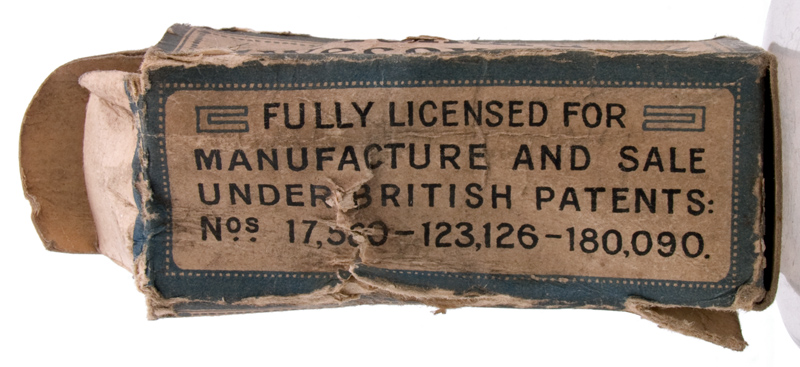 FULLY LICENSED FOR
MANUFACTURE AND SALE
UNDER BRITISH PATENTS:
Nos. 123,126-180,090.